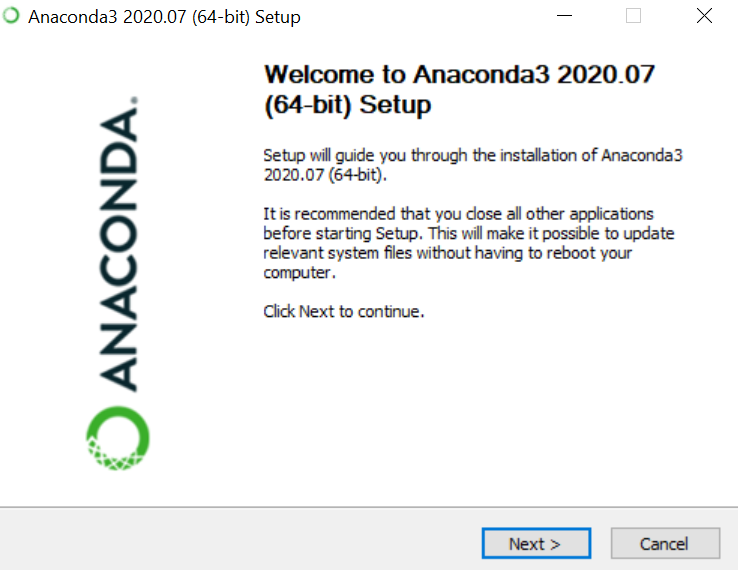 Anaconda3 2020.07 (64-bit) Setup
ANACONDA.
Welcome to Anaconda3 2020.07
(64-bit) Setup
Setup will guide you through the installation of Anaconda3
2020.07 (64-bit).
It is recommended that you close all other applications
before starting Setup. This will make it possible to update
relevant system files without having to reboot your
computer.
Click Next to continue.
Next >
Cancel